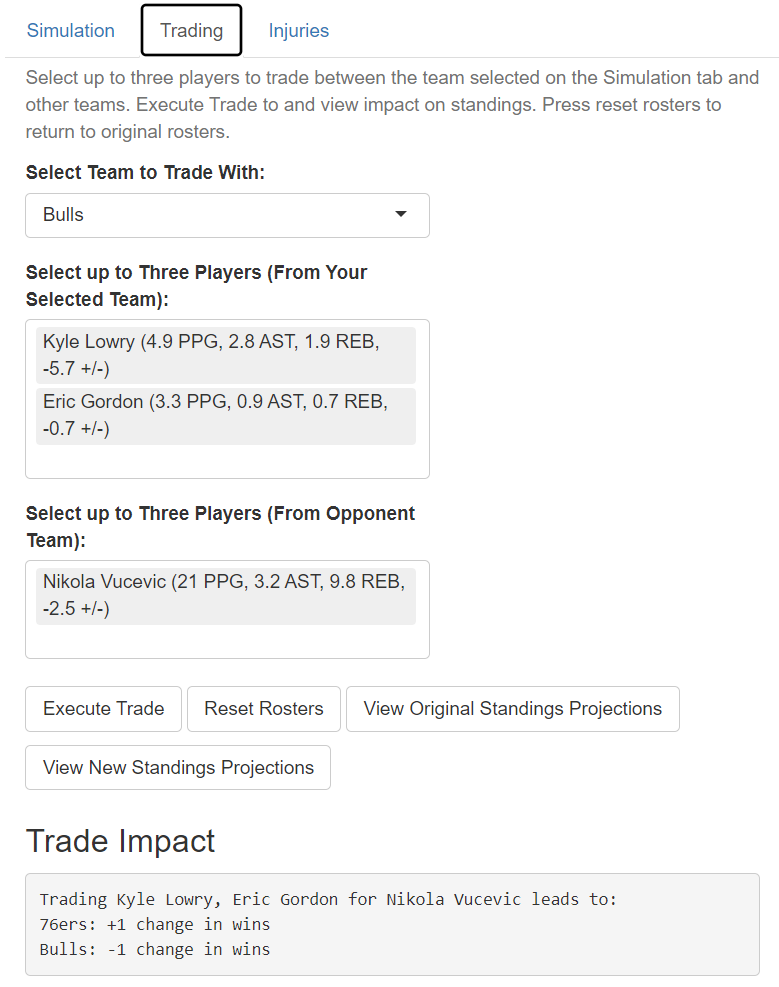 Simulation Trading Injuries
Select up to three players to trade between the team selected on the Simulation tab and
other teams. Execute Trade to and view impact on standings. Press reset rosters to
return to original rosters.
Select Team to Trade With:
Bulls
Select up to Three Players (From Your
Selected Team):
Kyle Lowry (4.9 PPG, 2.8 AST, 1.9 REB,
-5.7 +/-)
Eric Gordon (3.3 PPG, 0.9 AST, 0.7 REB,
-0.7 +/-)
Select up to Three Players (From Opponent
Team):
Nikola Vucevic (21 PPG, 3.2 AST, 9.8 REB,
-2.5 +/-)
Execute Trade Reset Rosters View Original Standings Projections
View New Standings Projections
Trade Impact
Trading Kyle Lowry, Eric Gordon for Nikola Vucevic leads to:
76ers: +1 change in wins
Bulls: -1 change in wins